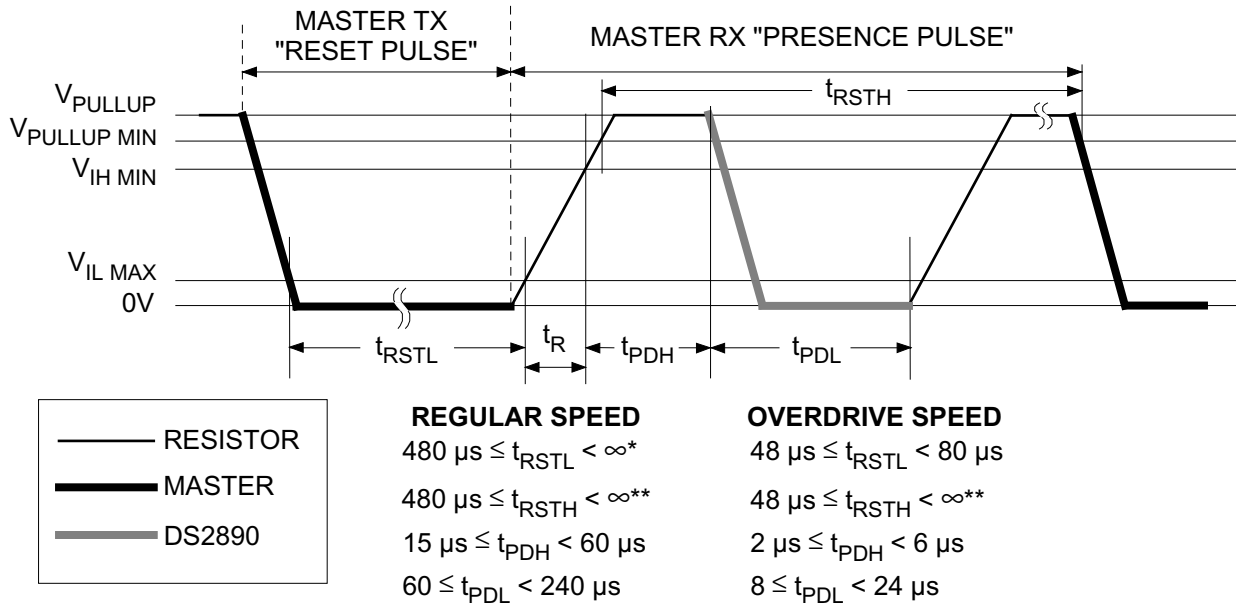 MASTER TX
"RESET PULSE"
MASTER RX "PRESENCE PULSE"
V_PULLUP
V_PULLUP MIN
V_IH MIN
V_IL MAX
0V
t_RSTH
t_RSTL
t_R
t_PDH
t_PDL
RESISTOR
MASTER
DS2890
REGULAR SPEED
480 µs ≤ t_RSTL < ∞*
480 µs ≤ t_RSTH < ∞**
15 µs ≤ t_PDH < 60 µs
60 ≤ t_PDL < 240 µs
OVERDRIVE SPEED
48 µs ≤ t_RSTL < 80 µs
48 µs ≤ t_RSTH < ∞**
2 µs ≤ t_PDH < 6 µs
8 ≤ t_PDL < 24 µs